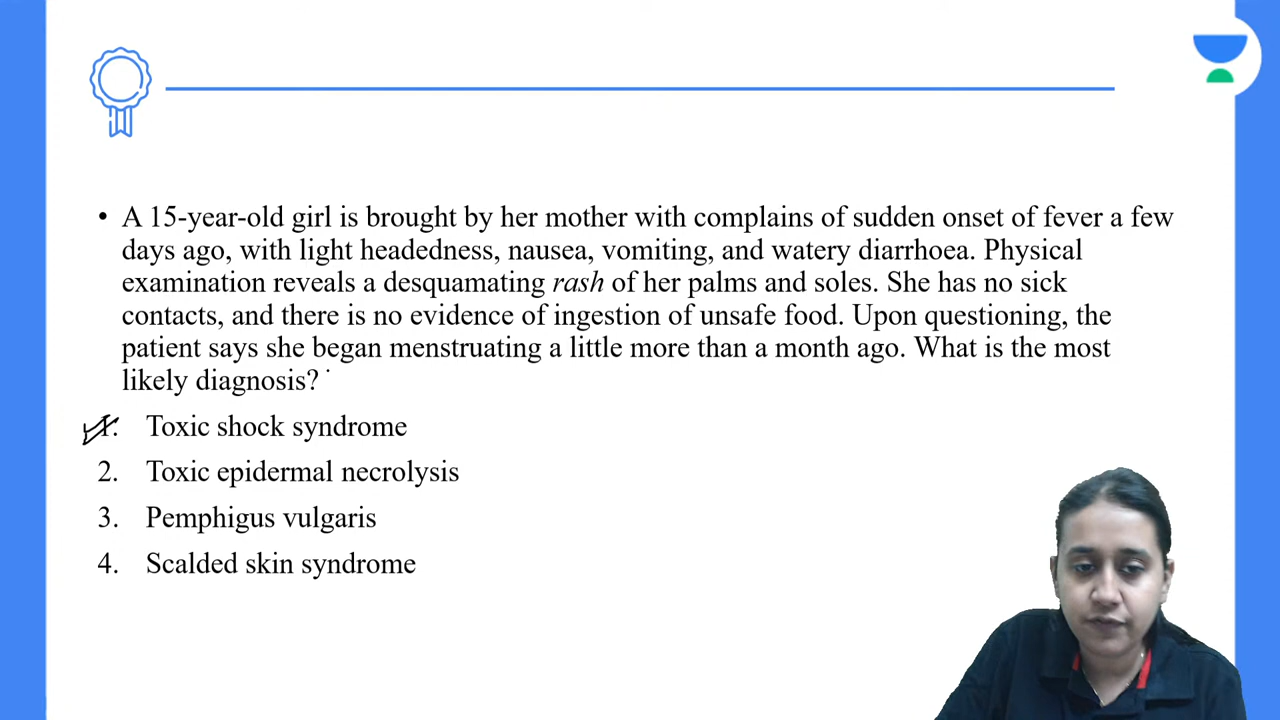 • A 15-year-old girl is brought by her mother with complains of sudden onset of fever a few
days ago, with light headedness, nausea, vomiting, and watery diarrhoea. Physical
examination reveals a desquamating rash of her palms and soles. She has no sick
contacts, and there is no evidence of ingestion of unsafe food. Upon questioning, the
patient says she began menstruating a little more than a month ago. What is the most
likely diagnosis?
1. Toxic shock syndrome
2. Toxic epidermal necrolysis
3. Pemphigus vulgaris
4. Scalded skin syndrome